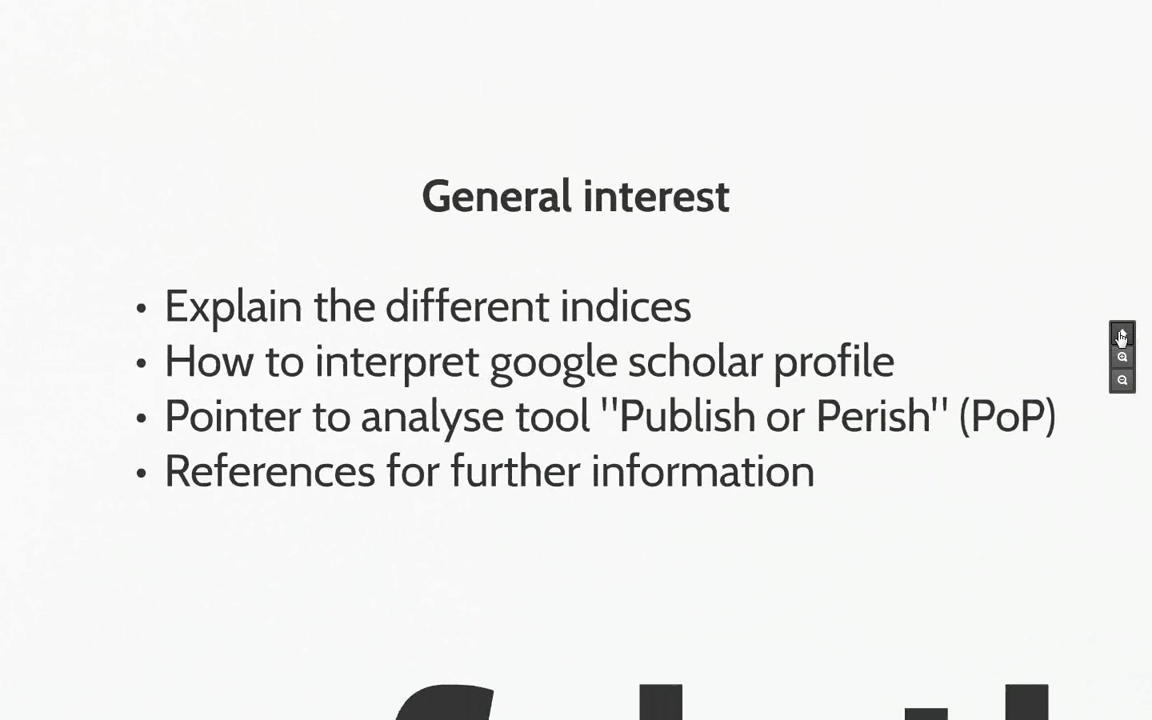 General interest
• Explain the different indices
• How to interpret google scholar profile
• Pointer to analyse tool "Publish or Perish" (PoP)
• References for further information